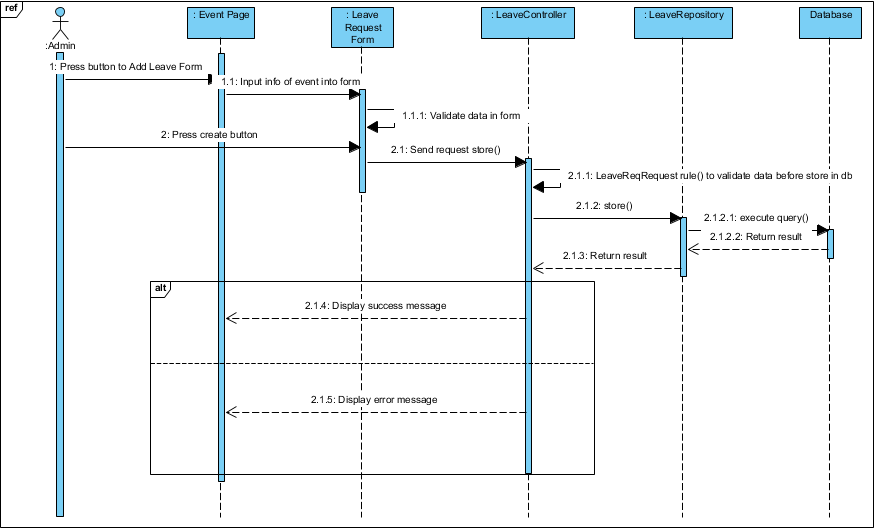 ref
: Event Page
: Leave
Request
Form
: LeaveController
: LeaveRepository
Database
:Admin
1: Press button to Add Leave Form
1.1: Input info of event into form
1.1.1: Validate data in form
2: Press create button
2.1: Send request store()
2.1.1: LeaveReqRequest rule() to validate data before store in db
2.1.2: store()
2.1.2.1: execute query()
2.1.2.2: Return result
2.1.3: Return result
alt
2.1.4: Display success message
2.1.5: Display error message